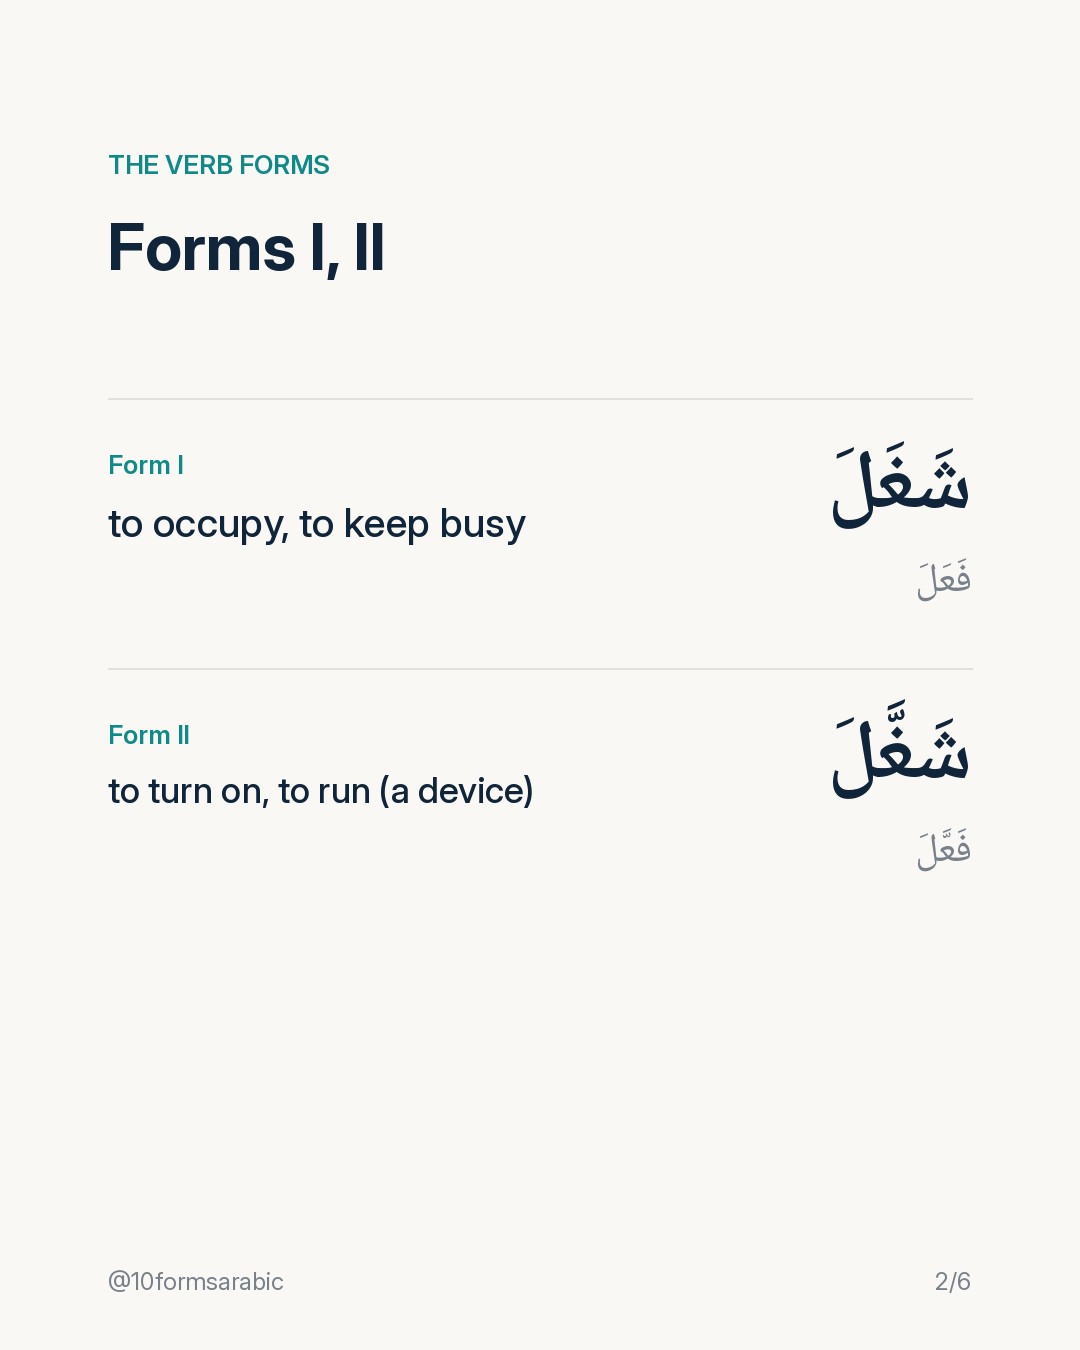 THE VERB FORMS
Forms I, II
Form I
to occupy, to keep busy
شَغَلَ
فَعَلَ
Form II
to turn on, to run (a device)
شَغَّلَ
فَعَّلَ
@10formsarabic
2/6